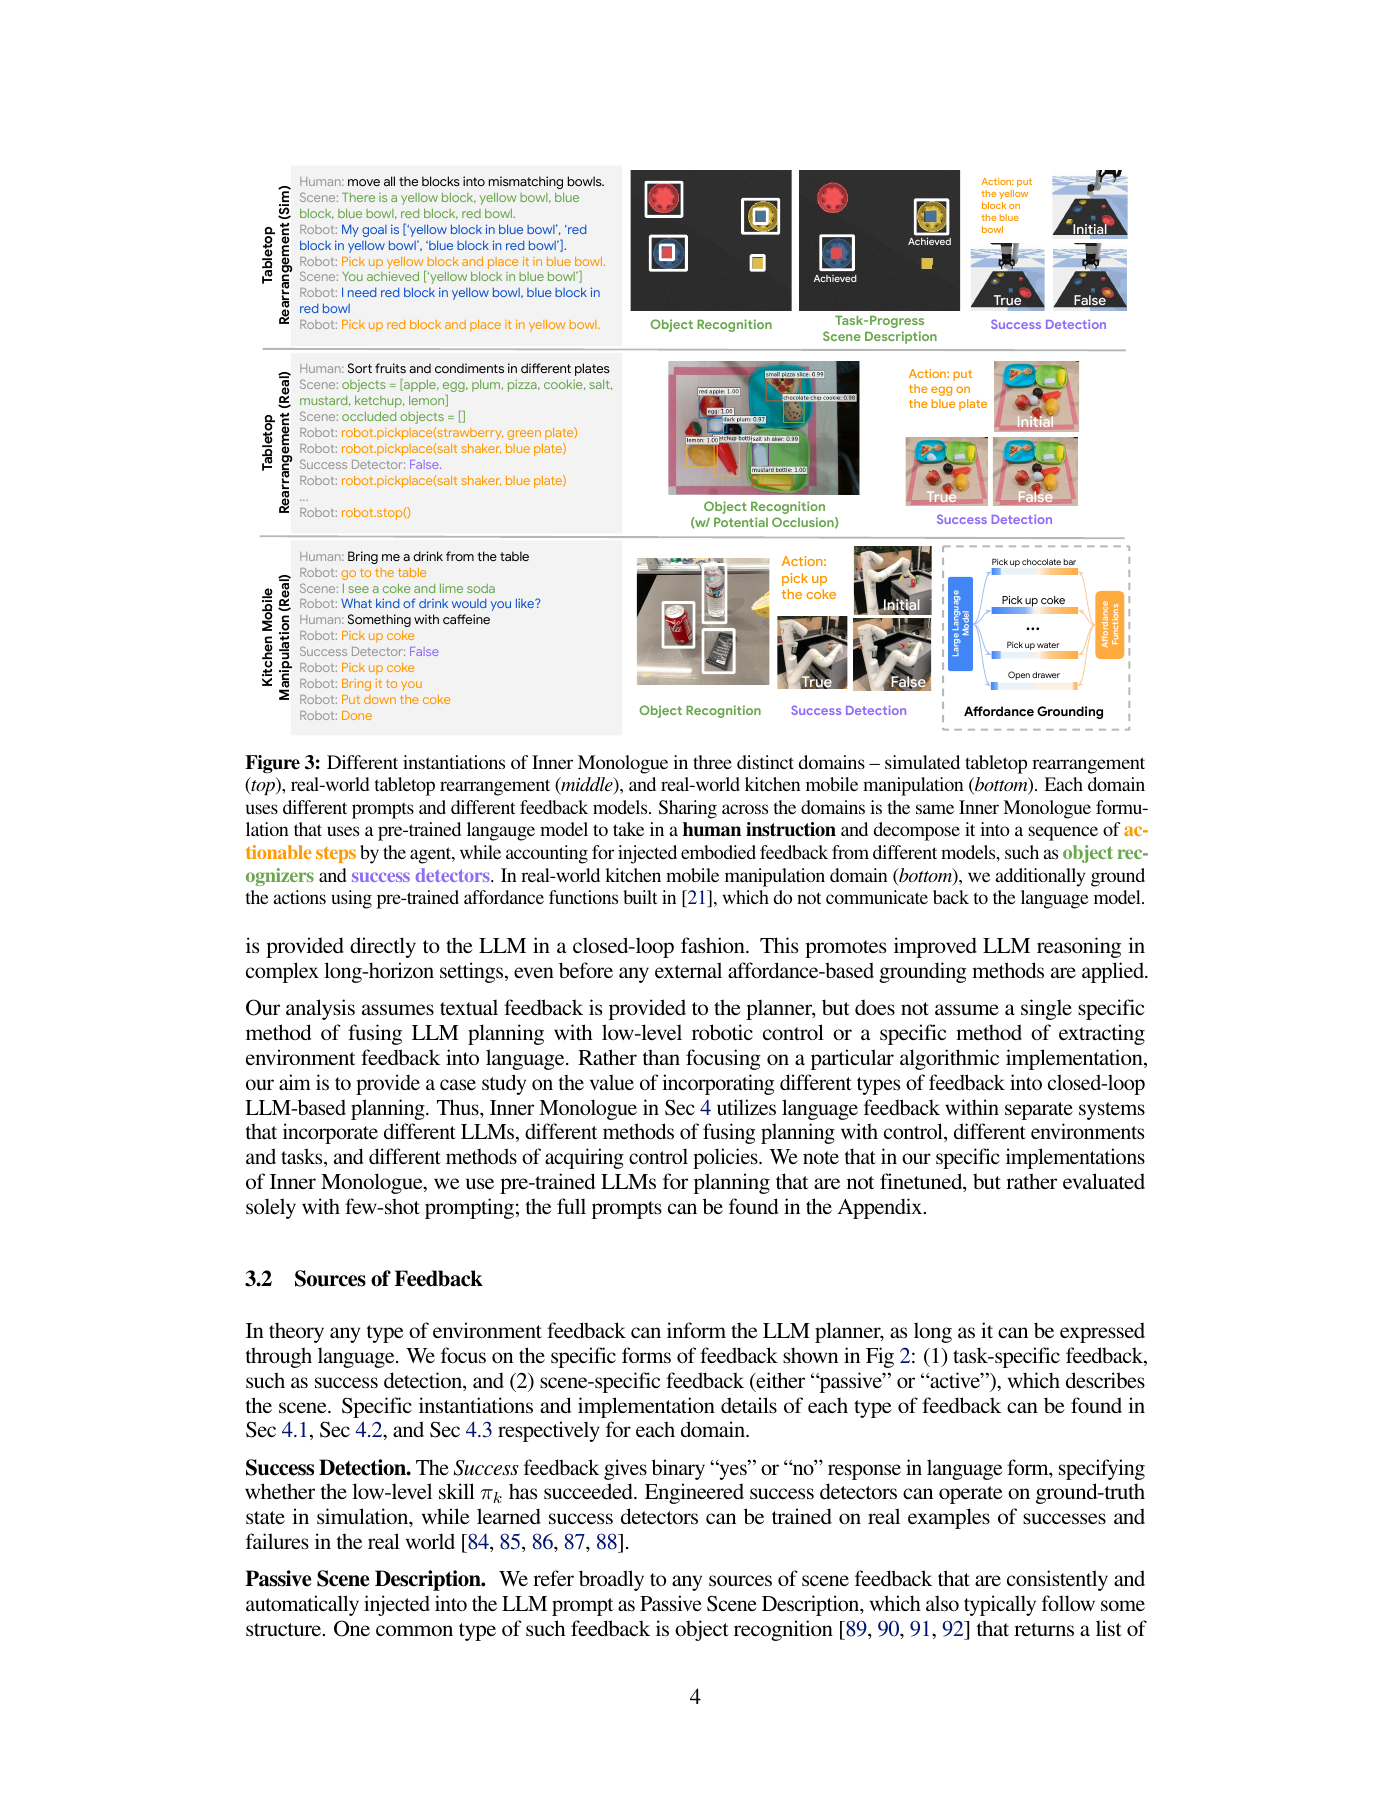 Tabletop
Rearrangement (Sim)
Human: move all the blocks into mismatching bowls.
Scene: There is a yellow block, yellow bowl, blue
block, blue bowl, red block, red bowl.
Robot: My goal is ['yellow block in blue bowl', 'red
block in yellow bowl', 'blue block in red bowl'].
Robot: Pick up yellow block and place it in blue bowl.
Scene: You achieved ['yellow block in blue bowl']
Robot: I need red block in yellow bowl, blue block in
red bowl
Robot: Pick up red block and place it in yellow bowl.
Object Recognition
Achieved
Achieved
Task-Progress
Scene Description
Action: put
the yellow
block on
the blue
bowl
Initial
True
False
Success Detection
Tabletop
Rearrangement (Real)
Human: Sort fruits and condiments in different plates
Scene: objects = [apple, egg, plum, pizza, cookie, salt,
mustard, ketchup, lemon]
Scene: occluded objects = []
Robot: robot.pickplace(strawberry, green plate)
Robot: robot.pickplace(salt shaker, blue plate)
Success Detector: False.
Robot: robot.pickplace(salt shaker, blue plate)
...
Robot: robot.stop()
small pizza slice: 0.99
red apple: 1.00
chocolate chip cookie: 0.98
egg: 1.00
dark plum: 0.97
lemon: 1.00
salt shaker: 0.99
mustard bottle: 1.00
Object Recognition
(w/ Potential Occlusion)
Action: put
the egg on
the blue plate
Initial
True
False
Success Detection
Kitchen Mobile
Manipulation (Real)
Human: Bring me a drink from the table
Robot: go to the table
Scene: I see a coke and lime soda
Robot: What kind of drink would you like?
Human: Something with caffeine
Robot: Pick up coke
Success Detector: False
Robot: Pick up coke
Robot: Bring it to you
Robot: Put down the coke
Robot: Done
Object Recognition
Action:
pick up
the coke
Initial
True
False
Success Detection
Large Language
Model
Pick up chocolate bar
Pick up coke
...
Pick up water
Open drawer
Affordance
Functions
Affordance Grounding
Figure 3: Different instantiations of Inner Monologue in three distinct domains – simulated tabletop rearrangement
(top), real-world tabletop rearrangement (middle), and real-world kitchen mobile manipulation (bottom). Each domain
uses different prompts and different feedback models. Sharing across the domains is the same Inner Monologue formu-
lation that uses a pre-trained langauge model to take in a human instruction and decompose it into a sequence of ac-
tionable steps by the agent, while accounting for injected embodied feedback from different models, such as object rec-
ognizers and success detectors. In real-world kitchen mobile manipulation domain (bottom), we additionally ground
the actions using pre-trained affordance functions built in [21], which do not communicate back to the language model.
is provided directly to the LLM in a closed-loop fashion. This promotes improved LLM reasoning in
complex long-horizon settings, even before any external affordance-based grounding methods are applied.
Our analysis assumes textual feedback is provided to the planner, but does not assume a single specific
method of fusing LLM planning with low-level robotic control or a specific method of extracting
environment feedback into language. Rather than focusing on a particular algorithmic implementation,
our aim is to provide a case study on the value of incorporating different types of feedback into closed-loop
LLM-based planning. Thus, Inner Monologue in Sec 4 utilizes language feedback within separate systems
that incorporate different LLMs, different methods of fusing planning with control, different environments
and tasks, and different methods of acquiring control policies. We note that in our specific implementations
of Inner Monologue, we use pre-trained LLMs for planning that are not finetuned, but rather evaluated
solely with few-shot prompting; the full prompts can be found in the Appendix.
3.2 Sources of Feedback
In theory any type of environment feedback can inform the LLM planner, as long as it can be expressed
through language. We focus on the specific forms of feedback shown in Fig 2: (1) task-specific feedback,
such as success detection, and (2) scene-specific feedback (either “passive” or “active”), which describes
the scene. Specific instantiations and implementation details of each type of feedback can be found in
Sec 4.1, Sec 4.2, and Sec 4.3 respectively for each domain.
Success Detection. The Success feedback gives binary “yes” or “no” response in language form, specifying
whether the low-level skill πk has succeeded. Engineered success detectors can operate on ground-truth
state in simulation, while learned success detectors can be trained on real examples of successes and
failures in the real world [84, 85, 86, 87, 88].
Passive Scene Description. We refer broadly to any sources of scene feedback that are consistently and
automatically injected into the LLM prompt as Passive Scene Description, which also typically follow some
structure. One common type of such feedback is object recognition [89, 90, 91, 92] that returns a list of
4